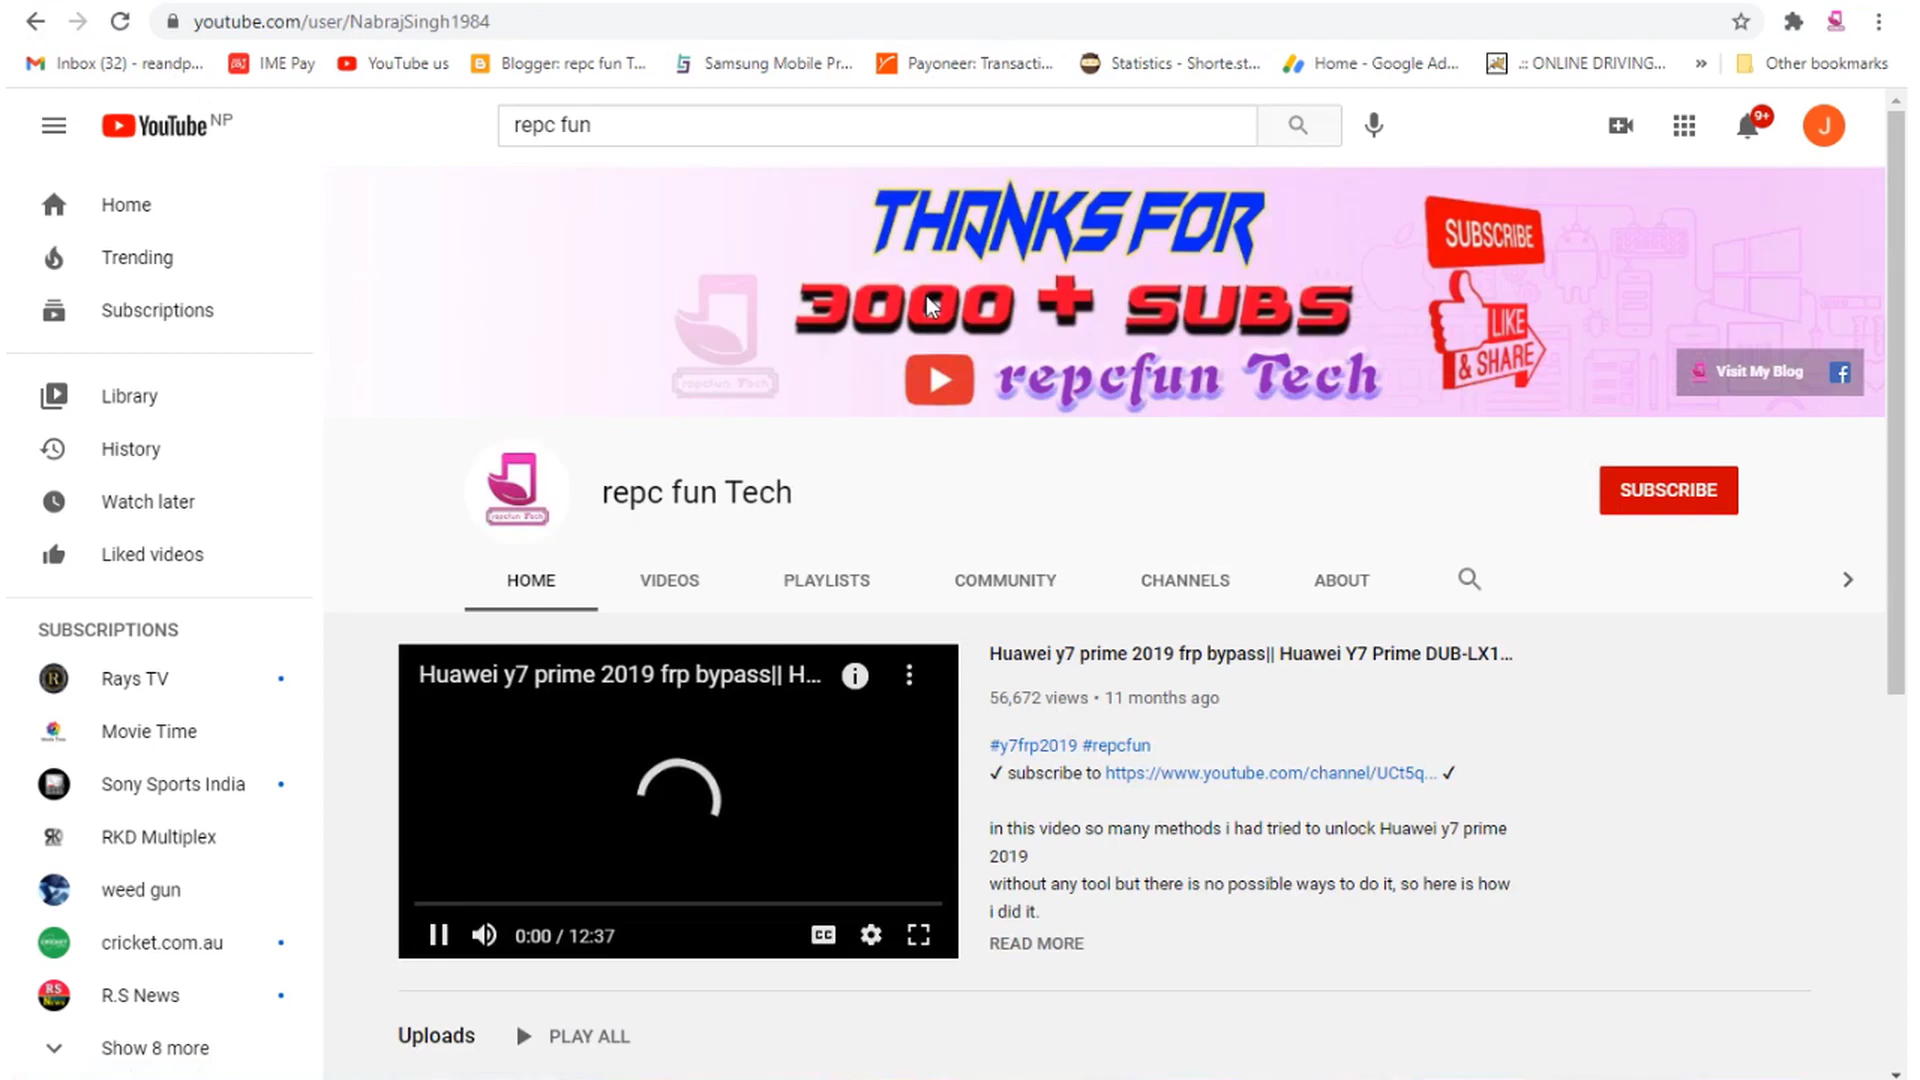 youtube.com/user/NabrajSingh1984
Inbox (32) - reandp...
IME Pay
YouTube us
Blogger: repc fun T...
Samsung Mobile Pr...
Payoneer: Transacti...
Statistics - Shorte.st...
Home - Google Ad...
.:: ONLINE DRIVING...
»
Other bookmarks
YouTube NP
repc fun
9+
J
Home
Trending
Subscriptions
Library
History
Watch later
Liked videos
SUBSCRIPTIONS
Rays TV
Movie Time
Sony Sports India
RKD Multiplex
weed gun
cricket.com.au
R.S News
Show 8 more
THANKS FOR
3000 + SUBS
repcfun Tech
repcfun Tech
SUBSCRIBE
LIKE
& SHARE
Visit My Blog
repcfun Tech
repc fun Tech
SUBSCRIBE
HOME
VIDEOS
PLAYLISTS
COMMUNITY
CHANNELS
ABOUT
Huawei y7 prime 2019 frp bypass|| H...
0:00 / 12:37
CC
Huawei y7 prime 2019 frp bypass|| Huawei Y7 Prime DUB-LX1...
56,672 views • 11 months ago
#y7frp2019 #repcfun
✓ subscribe to https://www.youtube.com/channel/UCt5q... ✓
in this video so many methods i had tried to unlock Huawei y7 prime
2019
without any tool but there is no possible ways to do it, so here is how
i did it.
READ MORE
Uploads
PLAY ALL